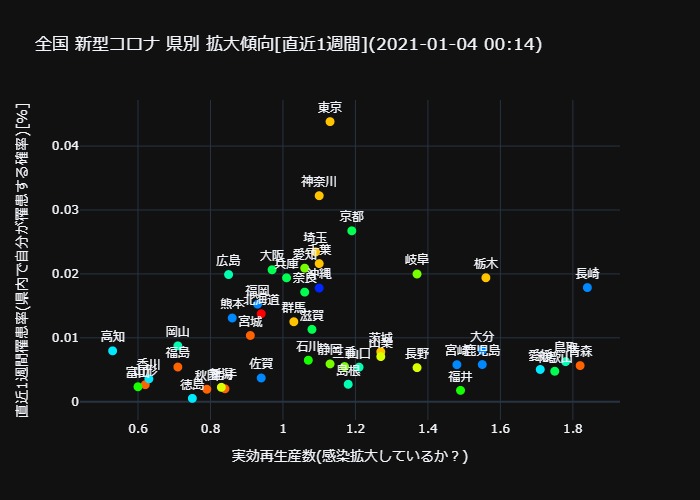 全国 新型コロナ 県別 拡大傾向[直近1週間](2021-01-04 00:14)
直近1週間罹患率(県内で自分が罹患する確率)[%]
0.04
0.03
0.02
0.01
0
東京
神奈川
京都
埼玉
千葉
愛知
大阪
兵庫
広島
岐阜
栃木
長崎
沖縄
奈良
福岡
北海道
熊本
群馬
滋賀
宮城
高知
岡山
福島
香川
佐賀
徳島
石川
静岡
三重
山口
島根
茨城
山梨
長野
福井
大分
宮崎
鹿児島
愛媛
鳥取
青森
0.6
0.8
1
1.2
1.4
1.6
1.8
実効再生産数(感染拡大しているか？)